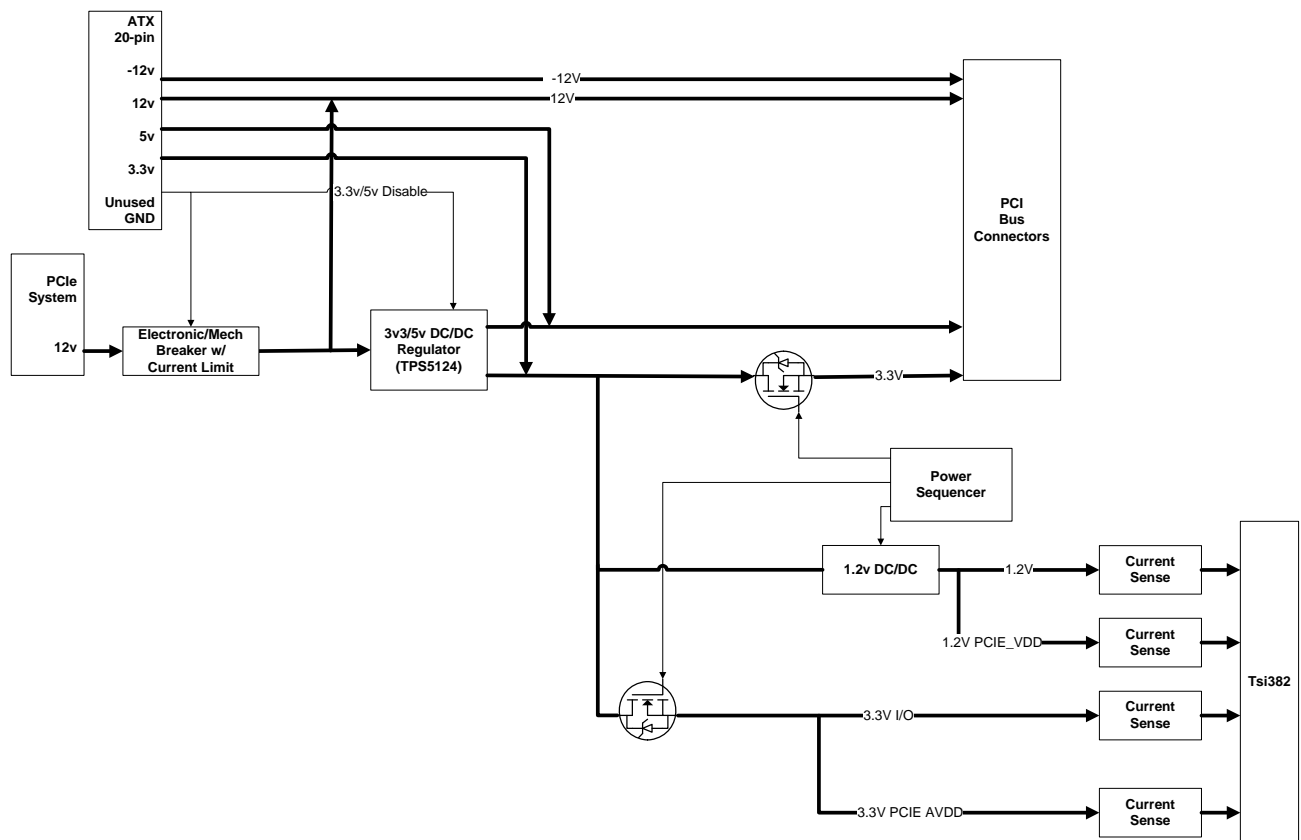 ATX
20-pin
-12v
12v
5v
3.3v
Unused
GND
-12V
12V
3.3v/5v Disable
PCI
Bus
Connectors
PCIe
System
12v
Electronic/Mech
Breaker w/
Current Limit
3v3/5v DC/DC
Regulator
(TPS5124)
3.3V
Power
Sequencer
1.2v DC/DC
1.2V
Current
Sense
1.2V PCIE_VDD
Current
Sense
Tsi382
3.3V I/O
Current
Sense
3.3V PCIE AVDD
Current
Sense